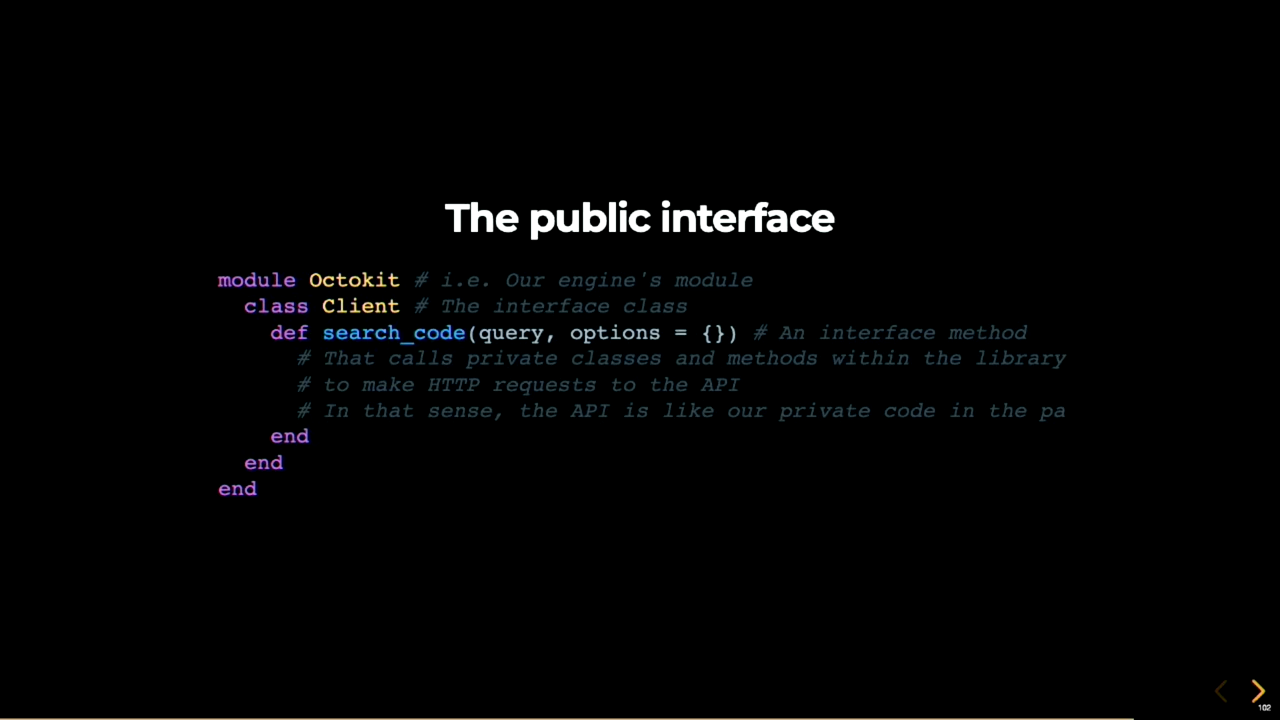 The public interface
module Octokit # i.e. Our engine's module
class Client # The interface class
def search_code(query, options = {}) # An interface method
# That calls private classes and methods within the library
# to make HTTP requests to the API
# In that sense, the API is like our private code in the pa
end
end
end
102